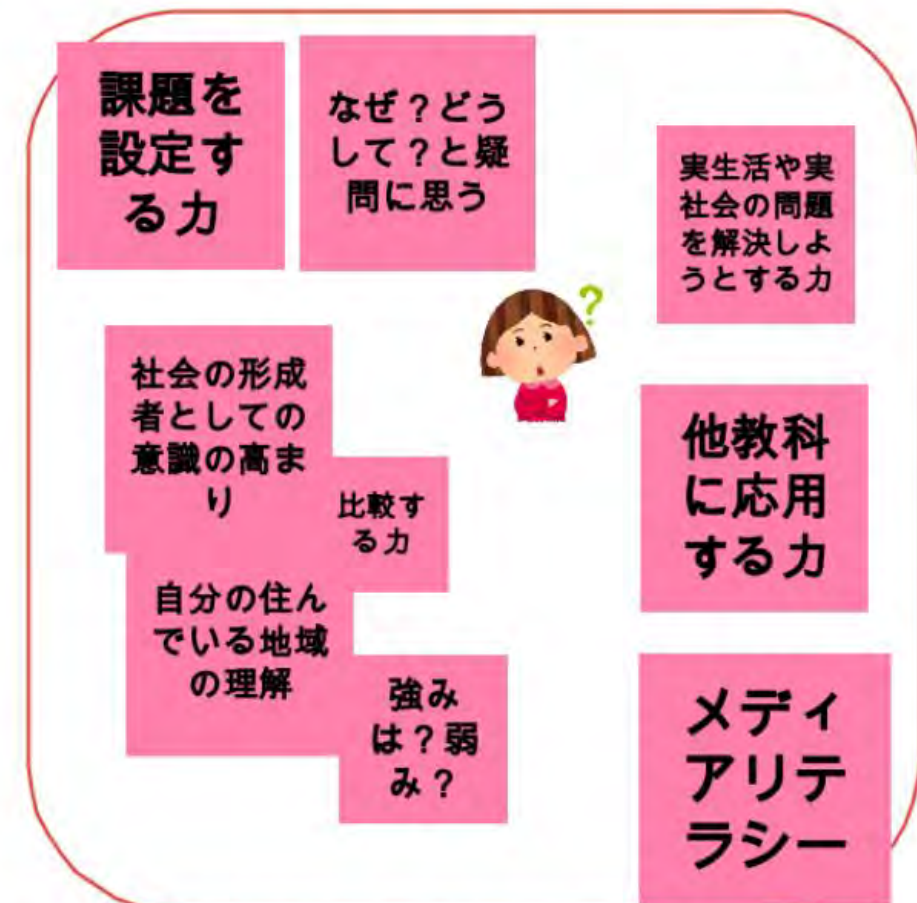 課題を
設定す
る力
なぜ？どう
して？と疑
問に思う
実生活や実
社会の問題
を解決しよ
うとする力
?
社会の形成
者としての
意識の高ま
り
比較す
る力
自分の住ん
でいる地域
の理解
強み
は？弱
み？
他教科
に応用
する力
メディ
アリテ
ラシー